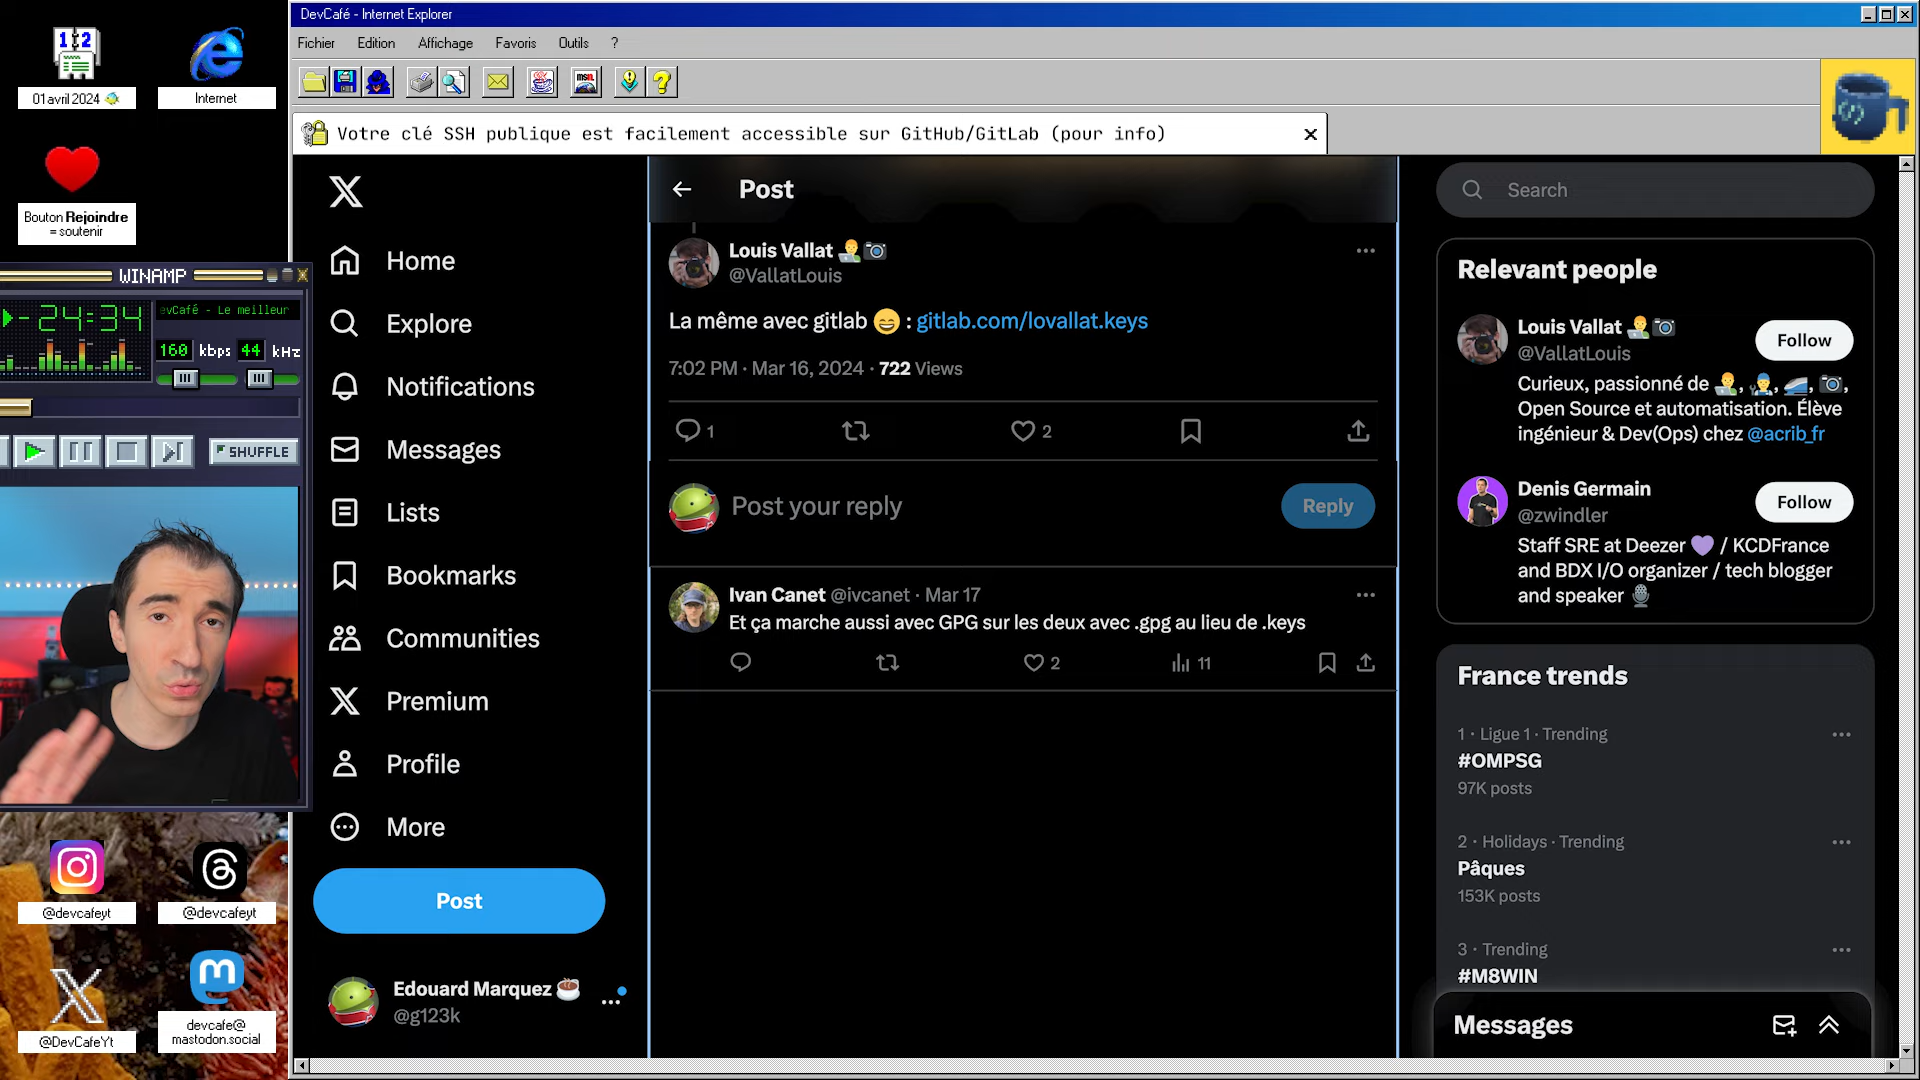 DevCafé - Internet Explorer
Fichier Edition Affichage Favoris Outils ?
msn.
Votre clé SSH publique est facilement accessible sur GitHub/GitLab (pour info)
01 avril 2024
Internet
Bouton Rejoindre
= soutenir
WINAMP
-24:34
evCafé - Le meilleur
160 kbps 44 kHz
SHUFFLE
@devcafeyt
@devcafeyt
@DevCafeYt
devcafe@
mastodon.social
Home
Explore
Notifications
Messages
Lists
Bookmarks
Communities
Premium
Profile
More
Post
Edouard Marquez
@g123k
Post
Louis Vallat
@VallatLouis
La même avec gitlab 😄 : gitlab.com/lovallat.keys
7:02 PM · Mar 16, 2024 · 722 Views
1 2
Post your reply
Reply
Ivan Canet @ivcanet · Mar 17
Et ça marche aussi avec GPG sur les deux avec .gpg au lieu de .keys
2 11
Search
Relevant people
Louis Vallat
@VallatLouis
Follow
Curieux, passionné de 👨‍💻, 👨‍🔧, 🚄, 📷,
Open Source et automatisation. Élève
ingénieur & Dev(Ops) chez @acrib_fr
Denis Germain
@zwindler
Follow
Staff SRE at Deezer 💜 / KCDFrance
and BDX I/O organizer / tech blogger
and speaker 🎙️
France trends
1 · Ligue 1 · Trending
#OMPSG
97K posts
2 · Holidays · Trending
Pâques
153K posts
3 · Trending
#M8WIN
Messages